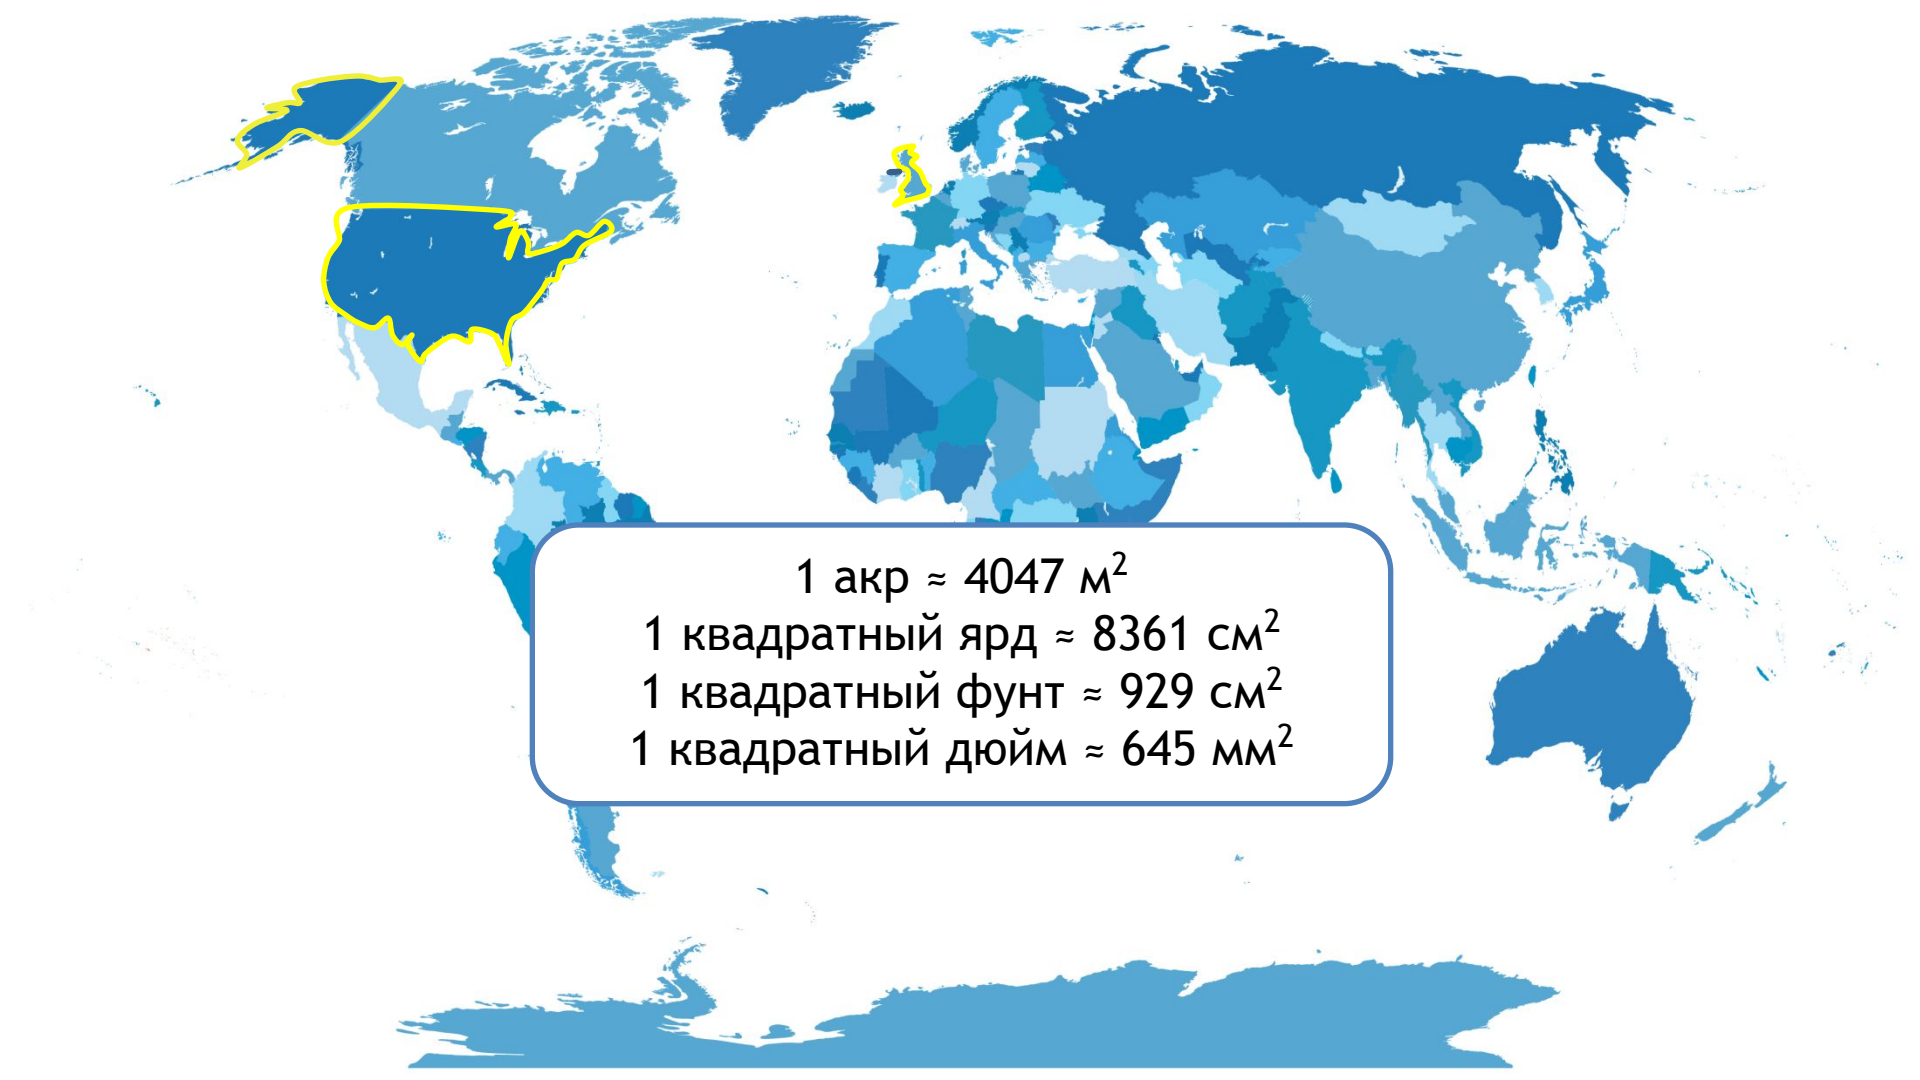 1 акр ≈ 4047 м²
1 квадратный ярд ≈ 8361 см²
1 квадратный фунт ≈ 929 см²
1 квадратный дюйм ≈ 645 мм²